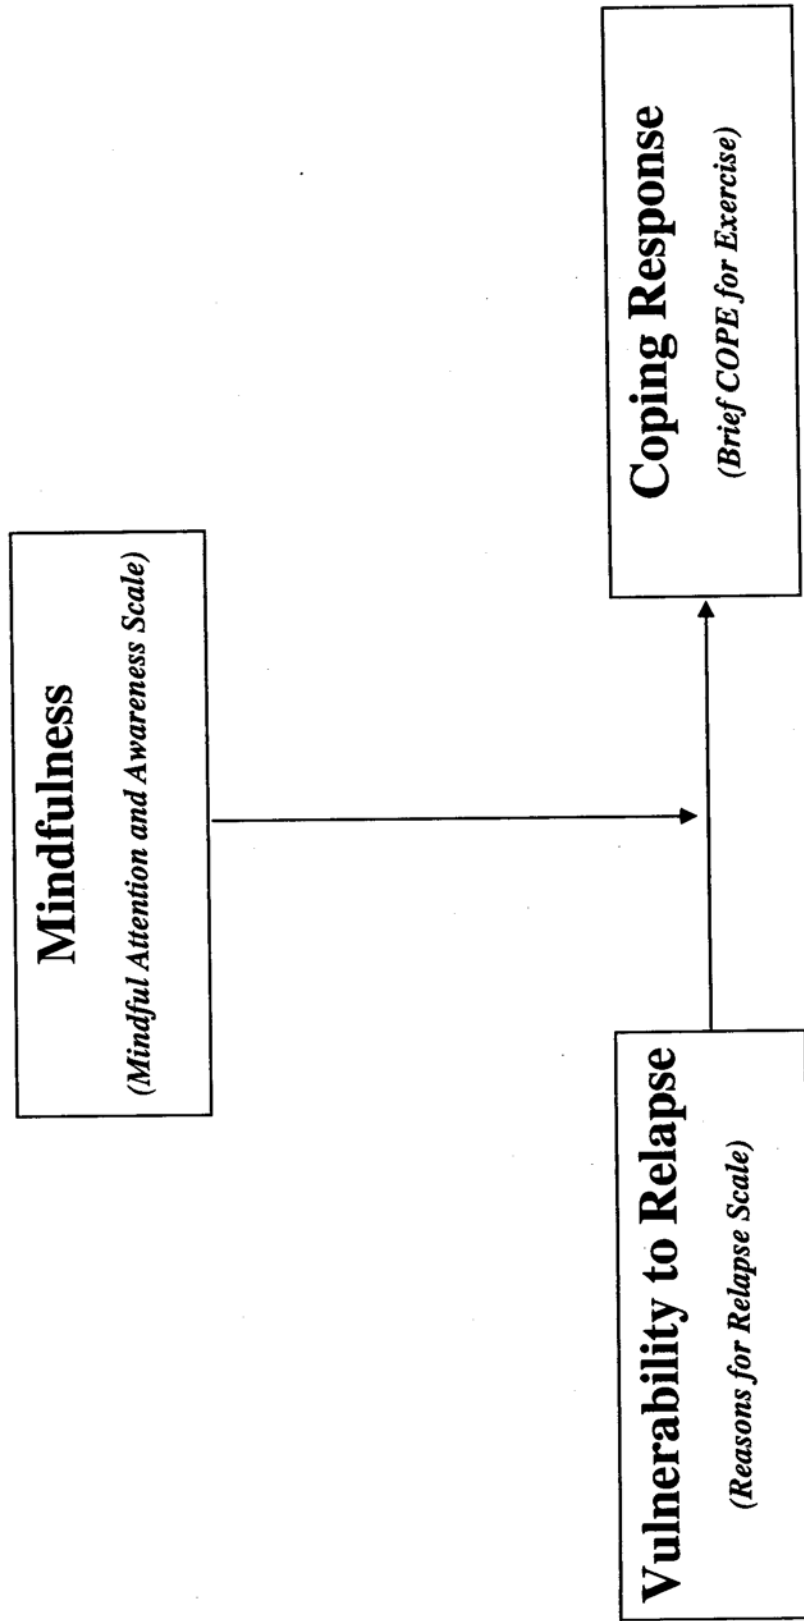 Mindfulness
(Mindful Attention and Awareness Scale)
Vulnerability to Relapse
(Reasons for Relapse Scale)
Coping Response
(Brief COPE for Exercise)